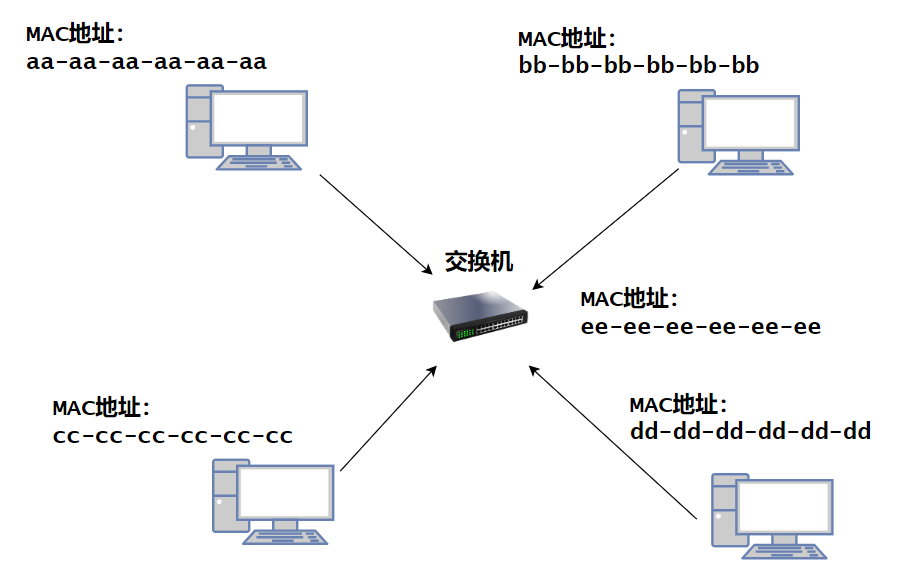 MAC地址：
aa-aa-aa-aa-aa-aa
MAC地址：
bb-bb-bb-bb-bb-bb
交换机
MAC地址：
ee-ee-ee-ee-ee-ee
MAC地址：
cc-cc-cc-cc-cc-cc
MAC地址：
dd-dd-dd-dd-dd-dd